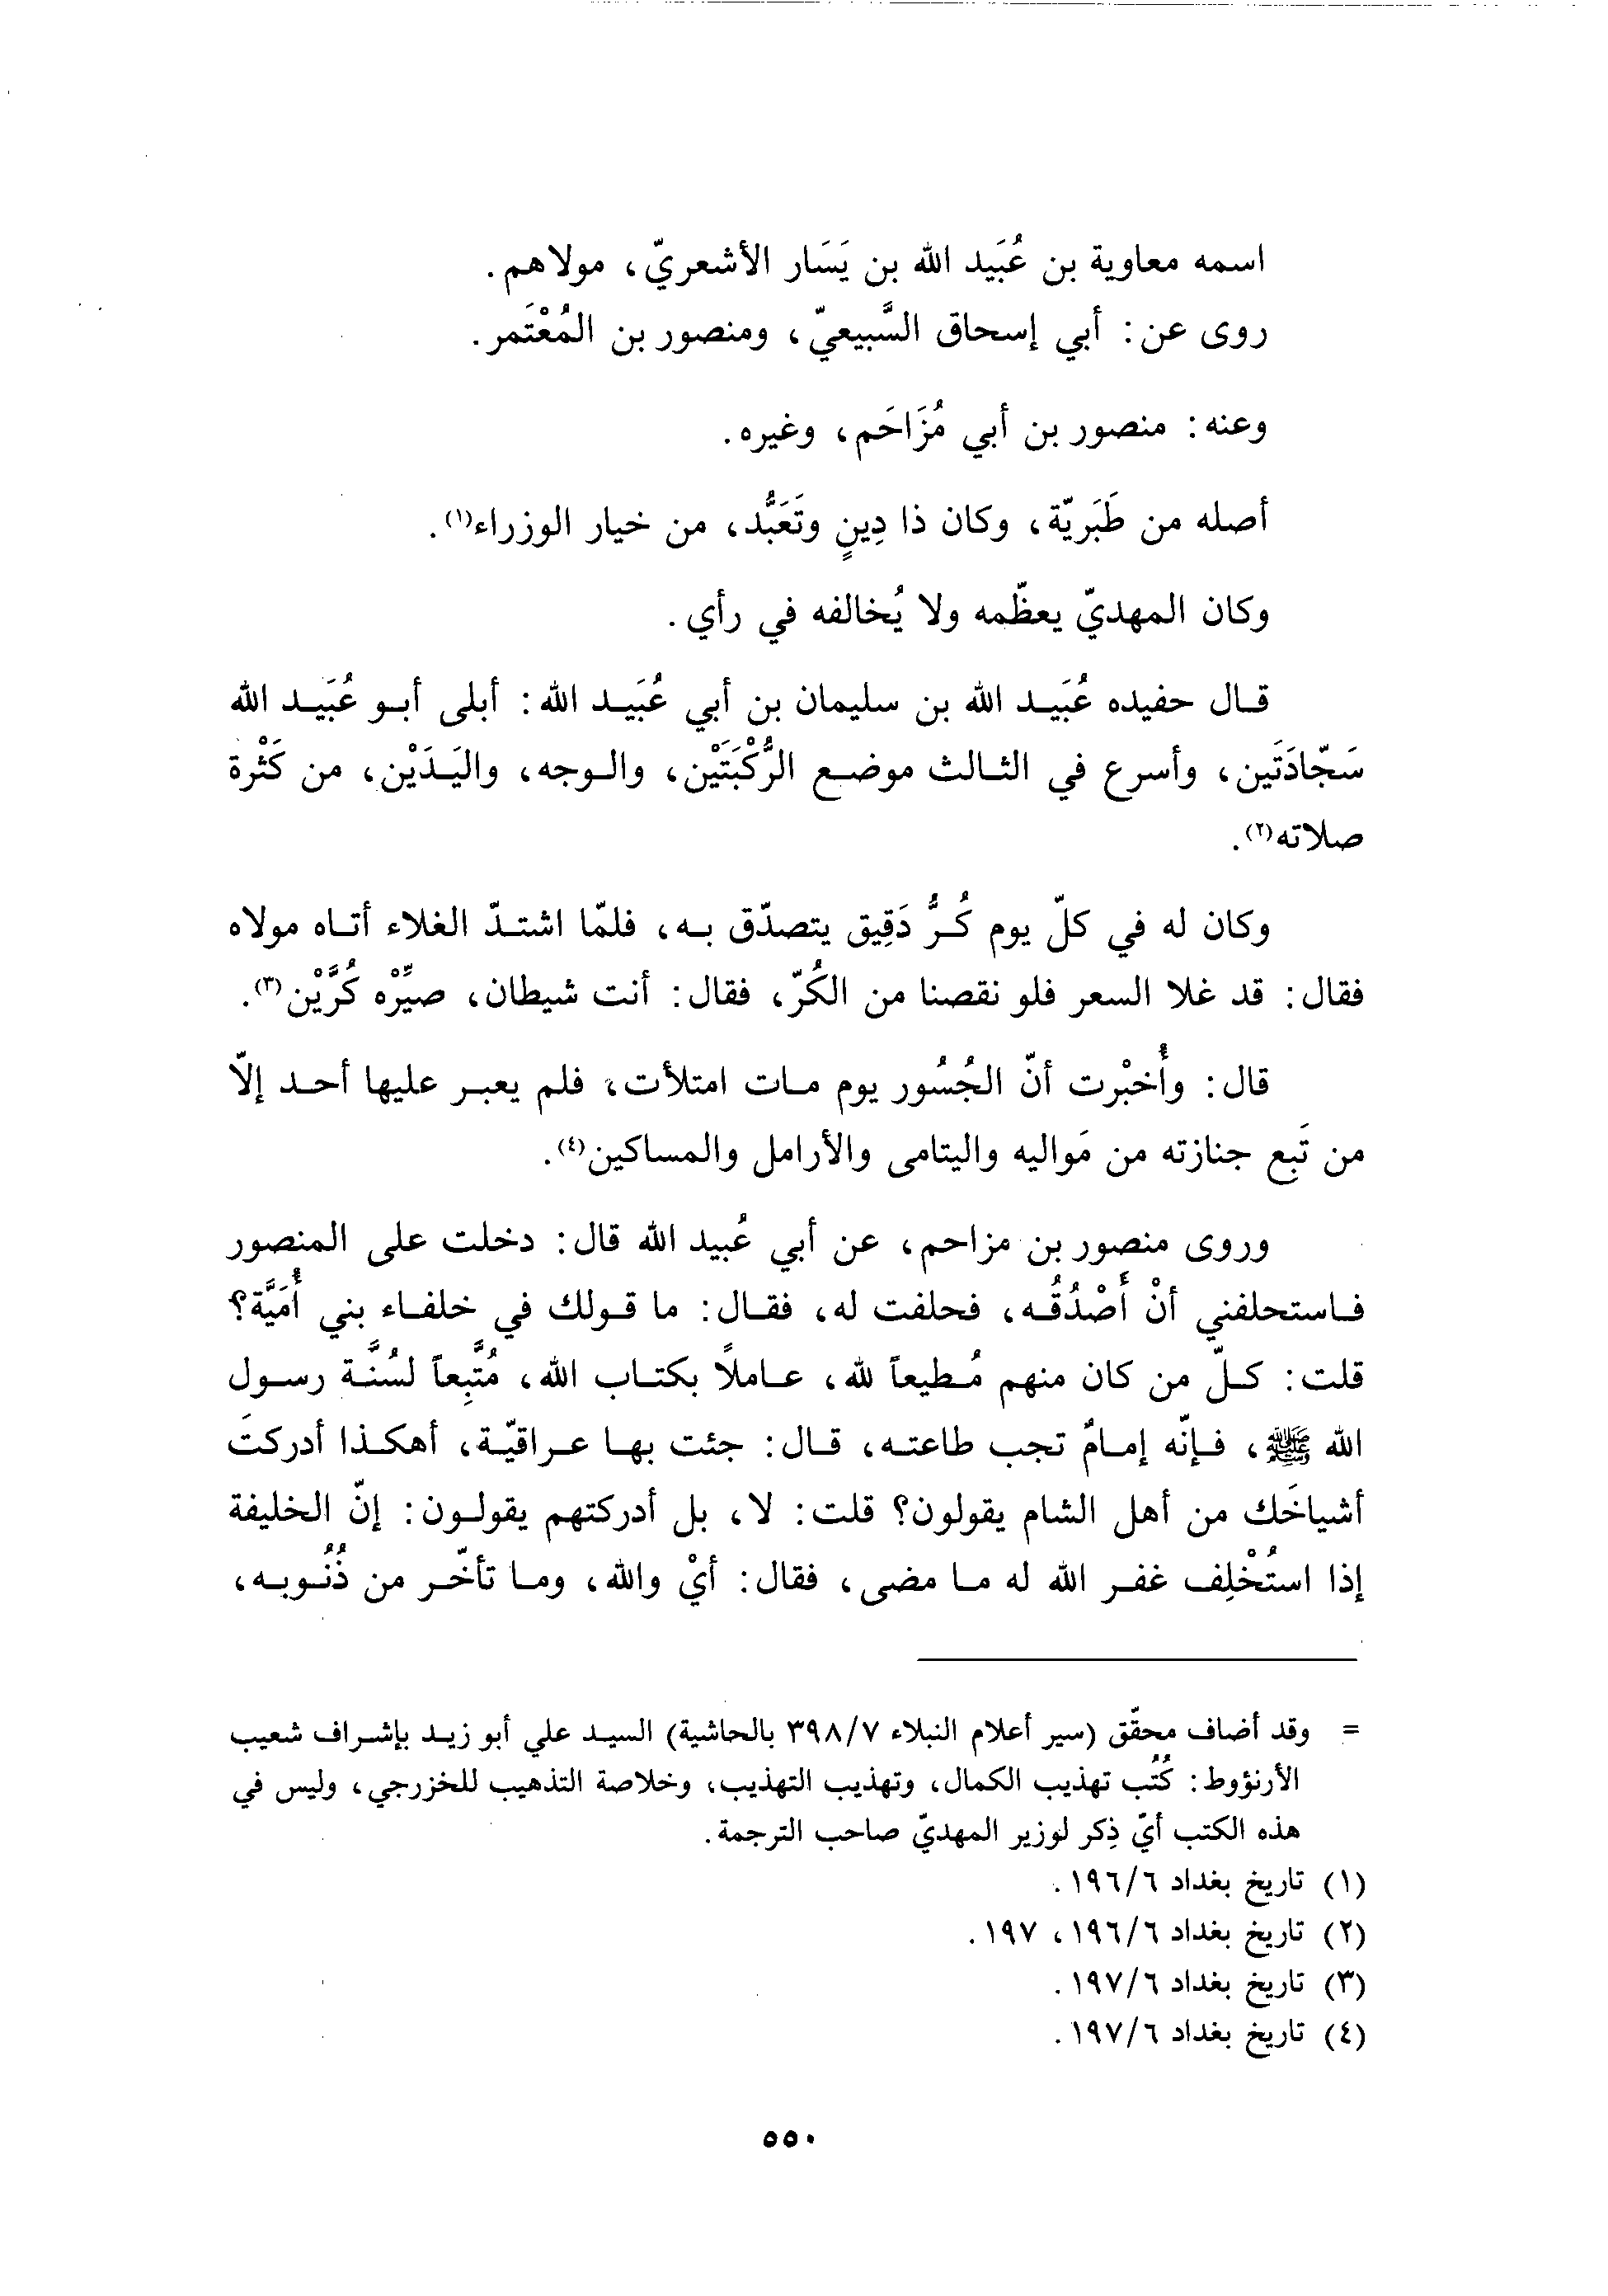 اسمه معاوية بن عُبَيد الله بن يَسَار الأشعريّ، مولاهم.
روى عن: أبي إسحاق السَّبيعيّ، ومنصور بن المُعْتَمر.
وعنه: منصور بن أبي مُزَاحَم، وغيره.
أصله من طَبَريّة، وكان ذا دِينٍ وتَعَبُّد، من خيار الوزراء(١).
وكان المهديّ يعظّمه ولا يُخالفه في رأي.
قال حفيده عُبَيد الله بن سليمان بن أبي عُبَيد الله: أبلى أبو عُبَيد الله
سَجّادَتَين، وأسرع في الثالث موضع الرُّكْبَتَيْن، والوجه، واليَدَيْن، من كَثْرة
صلاته(٢).
وكان له في كلّ يوم كُرُّ دَقِيق يتصدّق به، فلمّا اشتدّ الغلاء أتاه مولاه
فقال: قد غلا السعر فلو نقصنا من الكُرّ، فقال: أنت شيطان، صيِّرْه كُرَّيْن(٣).
قال: وأُخبْرت أنّ الجُسُور يوم مات امتلأت، فلم يعبر عليها أحد إلّا
من تَبِع جنازته من مَواليه واليتامى والأرامل والمساكين(٤).
وروى منصور بن مزاحم، عن أبي عُبيد الله قال: دخلت على المنصور
فاستحلفني أنْ أَصْدُقُه، فحلفت له، فقال: ما قولك في خلفاء بني أُمَيَّة؟
قلت: كلّ من كان منهم مُطيعاً لله، عاملاً بكتاب الله، مُتَّبِعاً لسُنَّة رسول
الله ﷺ، فإنّه إمامٌ تجب طاعته، قال: جئت بها عراقيّة، أهكذا أدركتَ
أشياخَك من أهل الشام يقولون؟ قلت: لا، بل أدركتهم يقولون: إنّ الخليفة
إذا استُخْلِف غفر الله له ما مضى، فقال: أيْ والله، وما تأخّر من ذُنُوبه،
= وقد أضاف محقّق (سير أعلام النبلاء ٣٩٨/٧ بالحاشية) السيد علي أبو زيد بإشراف شعيب
الأرنؤوط: كُتُب تهذيب الكمال، وتهذيب التهذيب، وخلاصة التذهيب للخزرجي، وليس في
هذه الكتب أيّ ذِكر لوزير المهديّ صاحب الترجمة.
(١) تاريخ بغداد ١٩٦/٦.
(٢) تاريخ بغداد ١٩٦/٦، ١٩٧.
(٣) تاريخ بغداد ١٩٧/٦.
(٤) تاريخ بغداد ١٩٧/٦.
٥٥٠